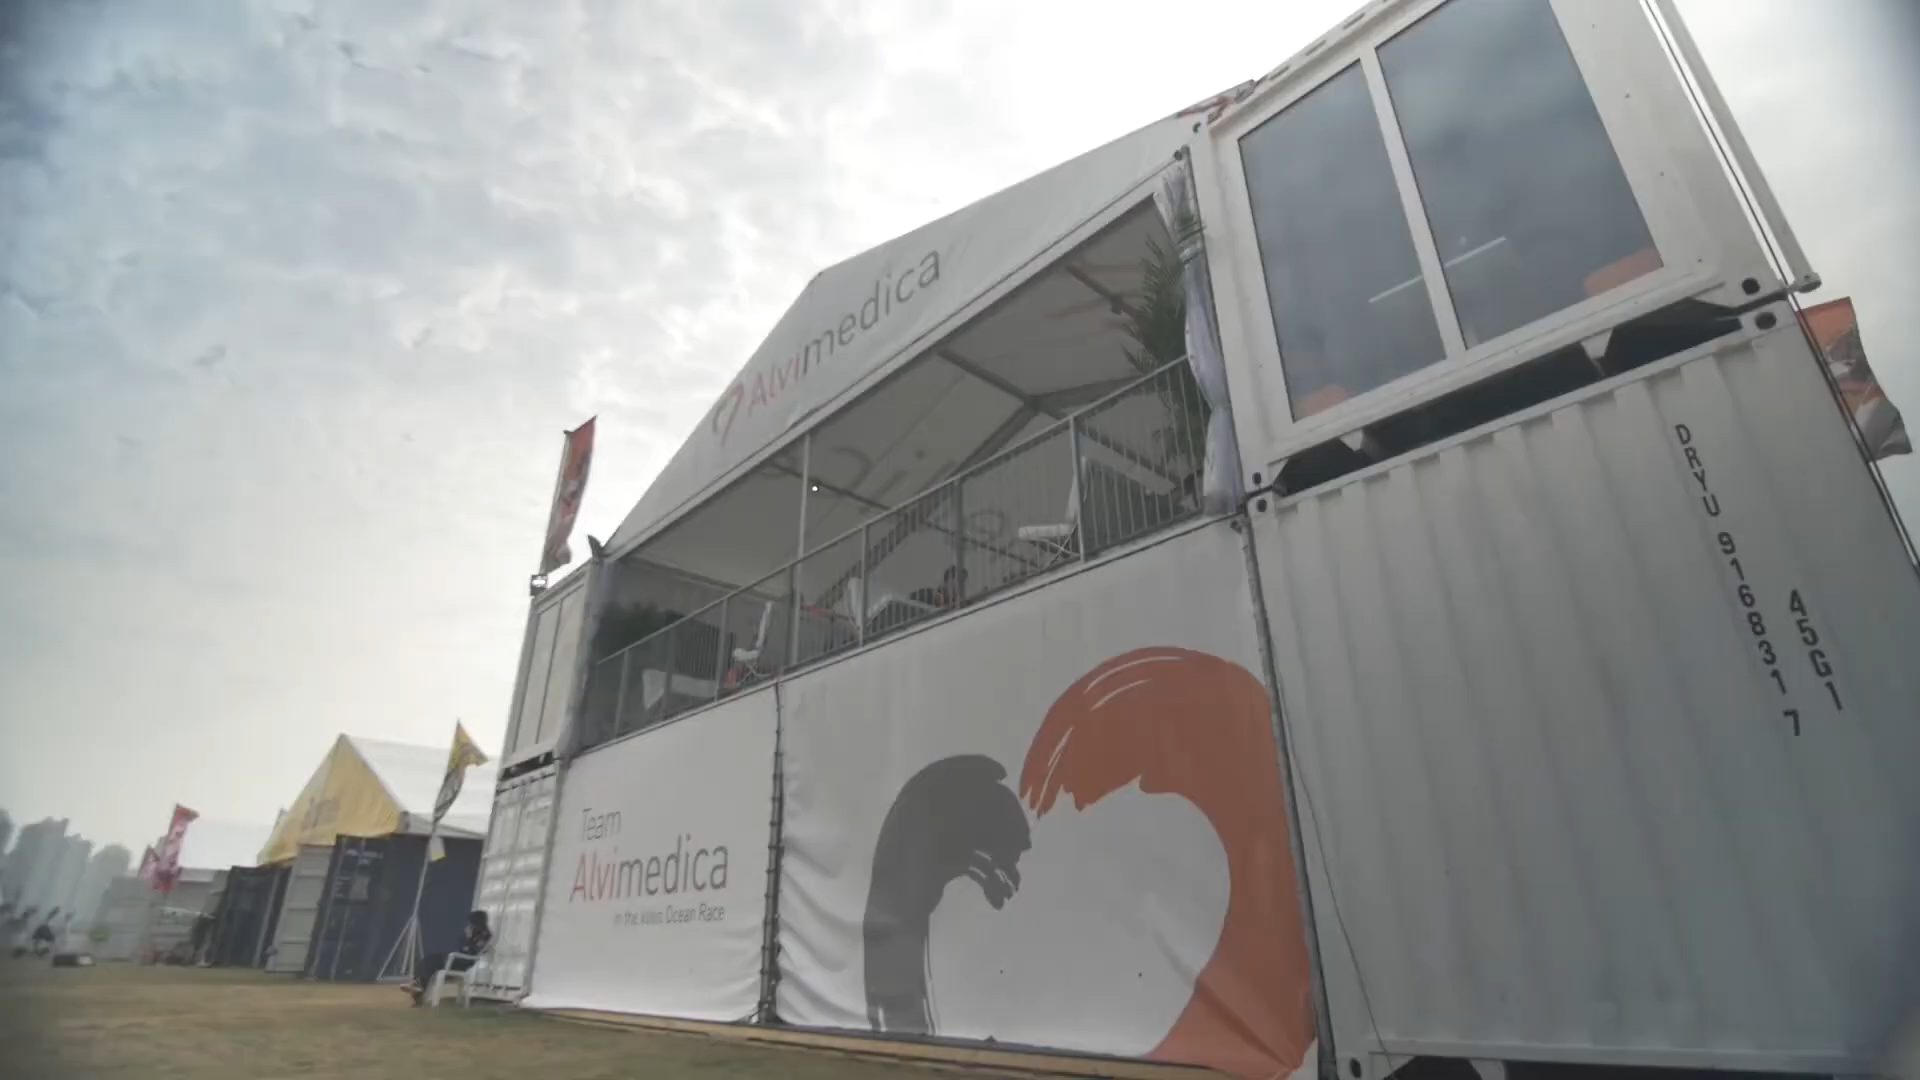 Alvimedica
Team
Alvimedica
in the Volvo Ocean Race
DRYU 916831 7
45G1